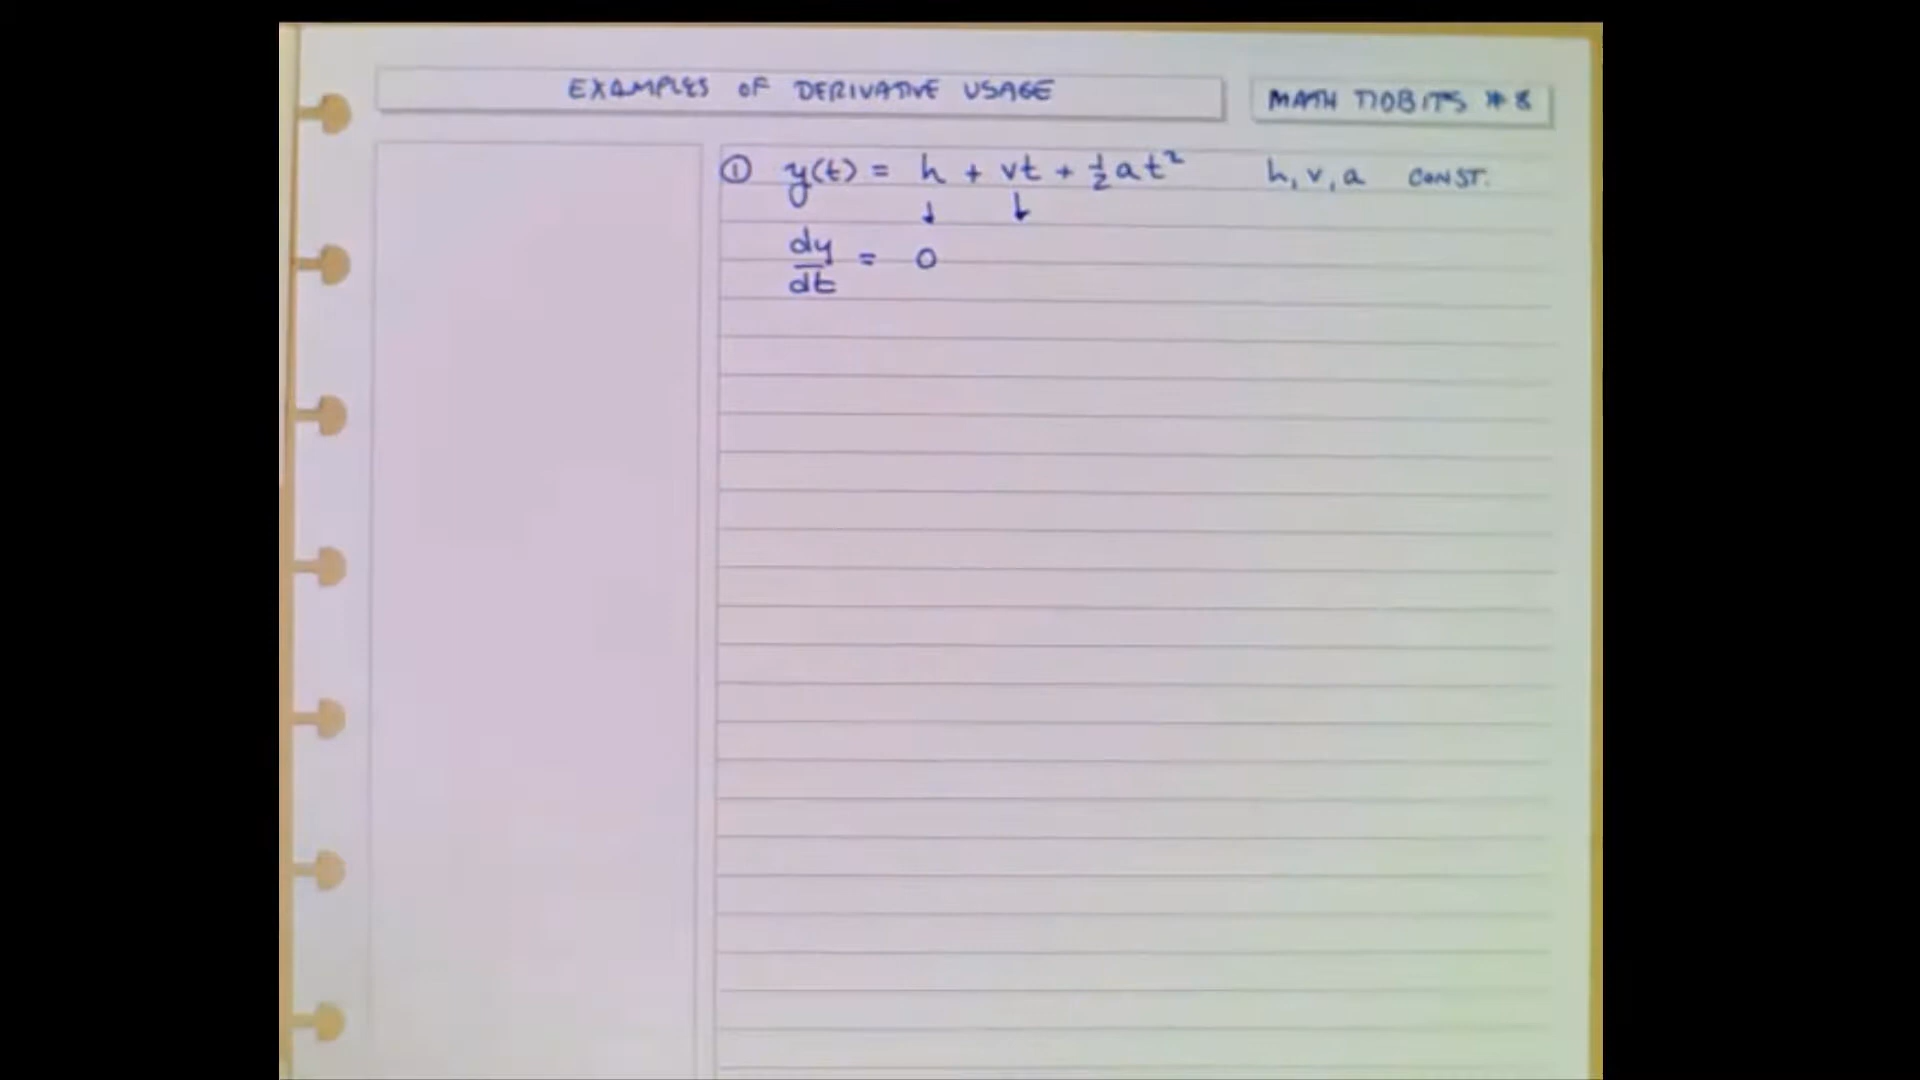 EXAMPLES OF DERIVATIVE USAGE
MATH TIDBITS # 8
① y(t) = h + vt + ½at² h, v, a CONST.
↓ ↓
dy/dt = 0